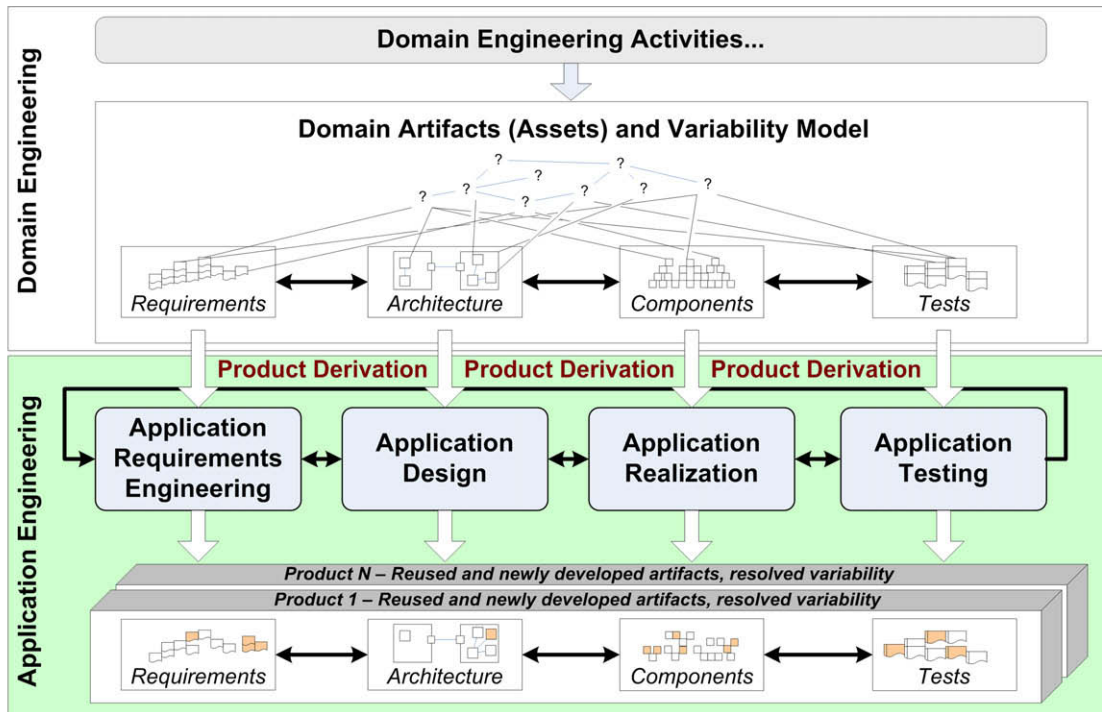 Domain Engineering
Domain Engineering Activities...
Domain Artifacts (Assets) and Variability Model
?
?
?
?
?
?
?
?
?
Requirements
Architecture
Components
Tests
Application Engineering
Product Derivation
Product Derivation
Product Derivation
Application
Requirements
Engineering
Application
Design
Application
Realization
Application
Testing
Product N – Reused and newly developed artifacts, resolved variability
Product 1 – Reused and newly developed artifacts, resolved variability
Requirements
Architecture
Components
Tests